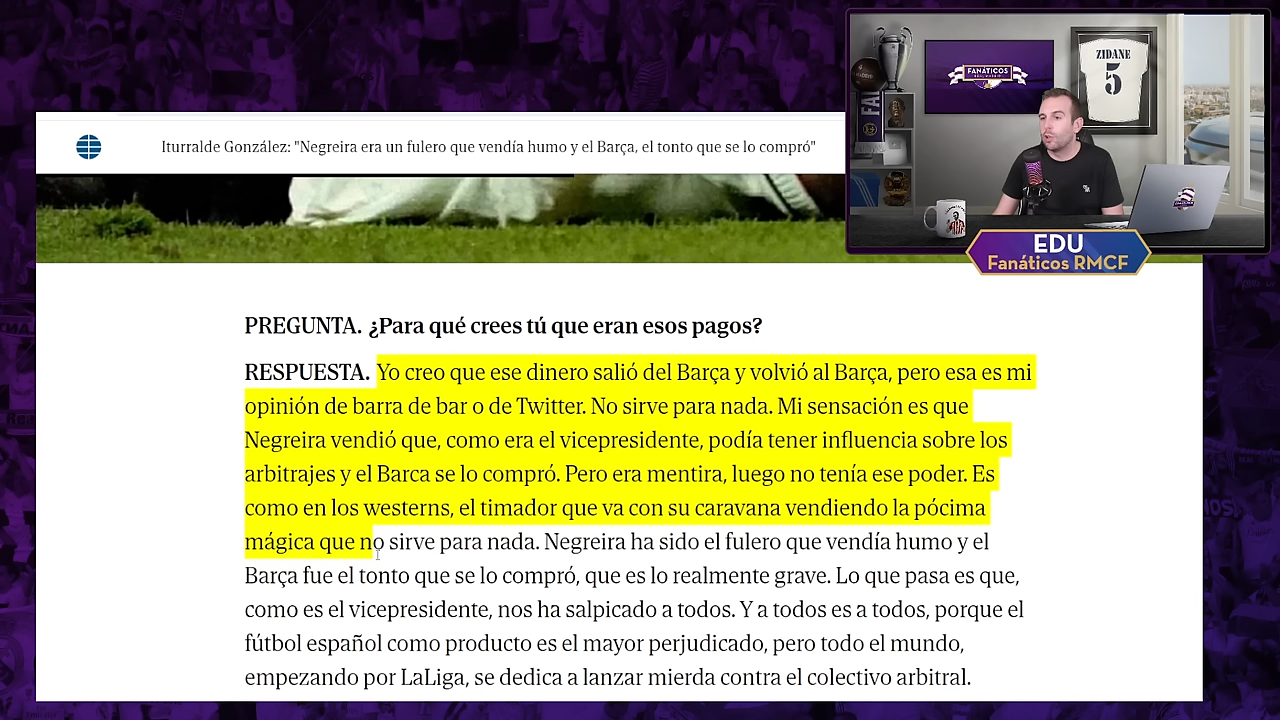 Iturralde González: "Negreira era un fulero que vendía humo y el Barça, el tonto que se lo compró"
FANÁTICOS
ZIDANE
5
EDU
Fanáticos RMCF
PREGUNTA. ¿Para qué crees tú que eran esos pagos?
RESPUESTA. Yo creo que ese dinero salió del Barça y volvió al Barça, pero esa es mi
opinión de barra de bar o de Twitter. No sirve para nada. Mi sensación es que
Negreira vendió que, como era el vicepresidente, podía tener influencia sobre los
arbitrajes y el Barca se lo compró. Pero era mentira, luego no tenía ese poder. Es
como en los westerns, el timador que va con su caravana vendiendo la pócima
mágica que no sirve para nada. Negreira ha sido el fulero que vendía humo y el
Barça fue el tonto que se lo compró, que es lo realmente grave. Lo que pasa es que,
como es el vicepresidente, nos ha salpicado a todos. Y a todos es a todos, porque el
fútbol español como producto es el mayor perjudicado, pero todo el mundo,
empezando por LaLiga, se dedica a lanzar mierda contra el colectivo arbitral.